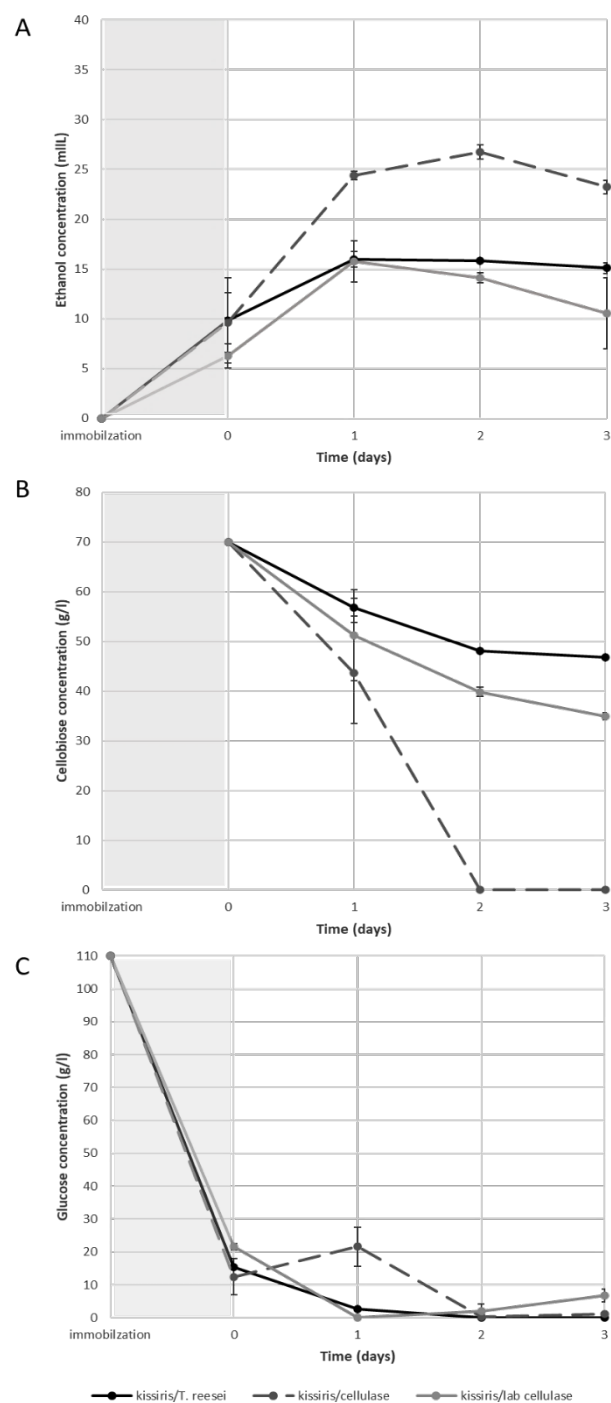 A
40
35
30
25
20
15
10
5
0
Ethanol concentration (mllL)
immobilzation 0 1 2 3
Time (days)
B
80
70
60
50
40
30
20
10
0
Cellobiose concentration (g/l)
immobilzation 0 1 2 3
Time (days)
C
110
100
90
80
70
60
50
40
30
20
10
0
Glucose concentration (g/l)
immobilzation 0 1 2 3
Time (days)
kissiris/T. reesei kissiris/cellulase kissiris/lab cellulase